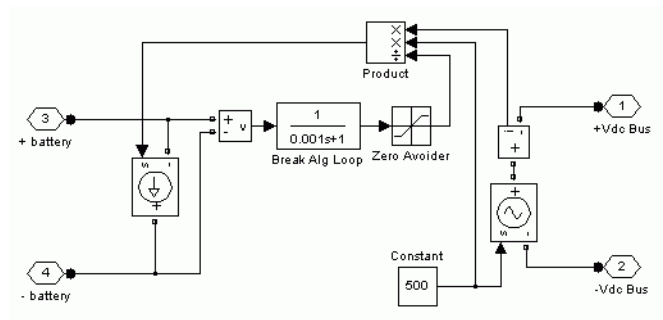 ×
×
÷
Product
3
+ battery
+
-
v
1
0.001s+1
Break Alg Loop
Zero Avoider
s
-
+
4
- battery
Constant
500
i
-
+
+
s
-
1
+Vdc Bus
2
-Vdc Bus